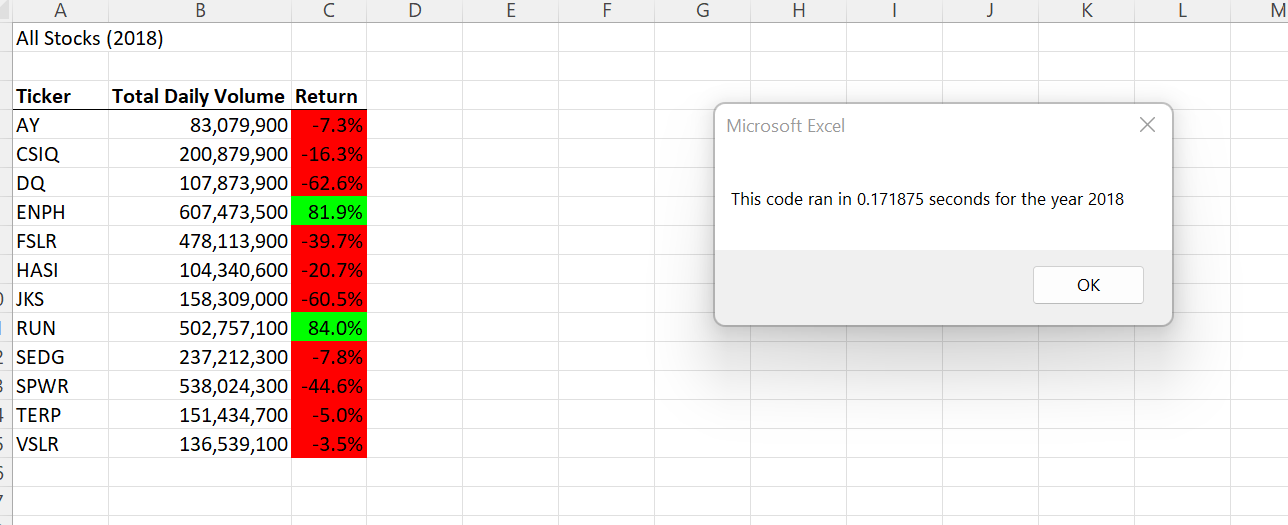 A B C D E F G H I J K L M
All Stocks (2018)
Ticker Total Daily Volume Return
AY 83,079,900 -7.3%
CSIQ 200,879,900 -16.3%
DQ 107,873,900 -62.6%
ENPH 607,473,500 81.9%
FSLR 478,113,900 -39.7%
HASI 104,340,600 -20.7%
JKS 158,309,000 -60.5%
RUN 502,757,100 84.0%
SEDG 237,212,300 -7.8%
SPWR 538,024,300 -44.6%
TERP 151,434,700 -5.0%
VSLR 136,539,100 -3.5%
Microsoft Excel
This code ran in 0.171875 seconds for the year 2018
OK